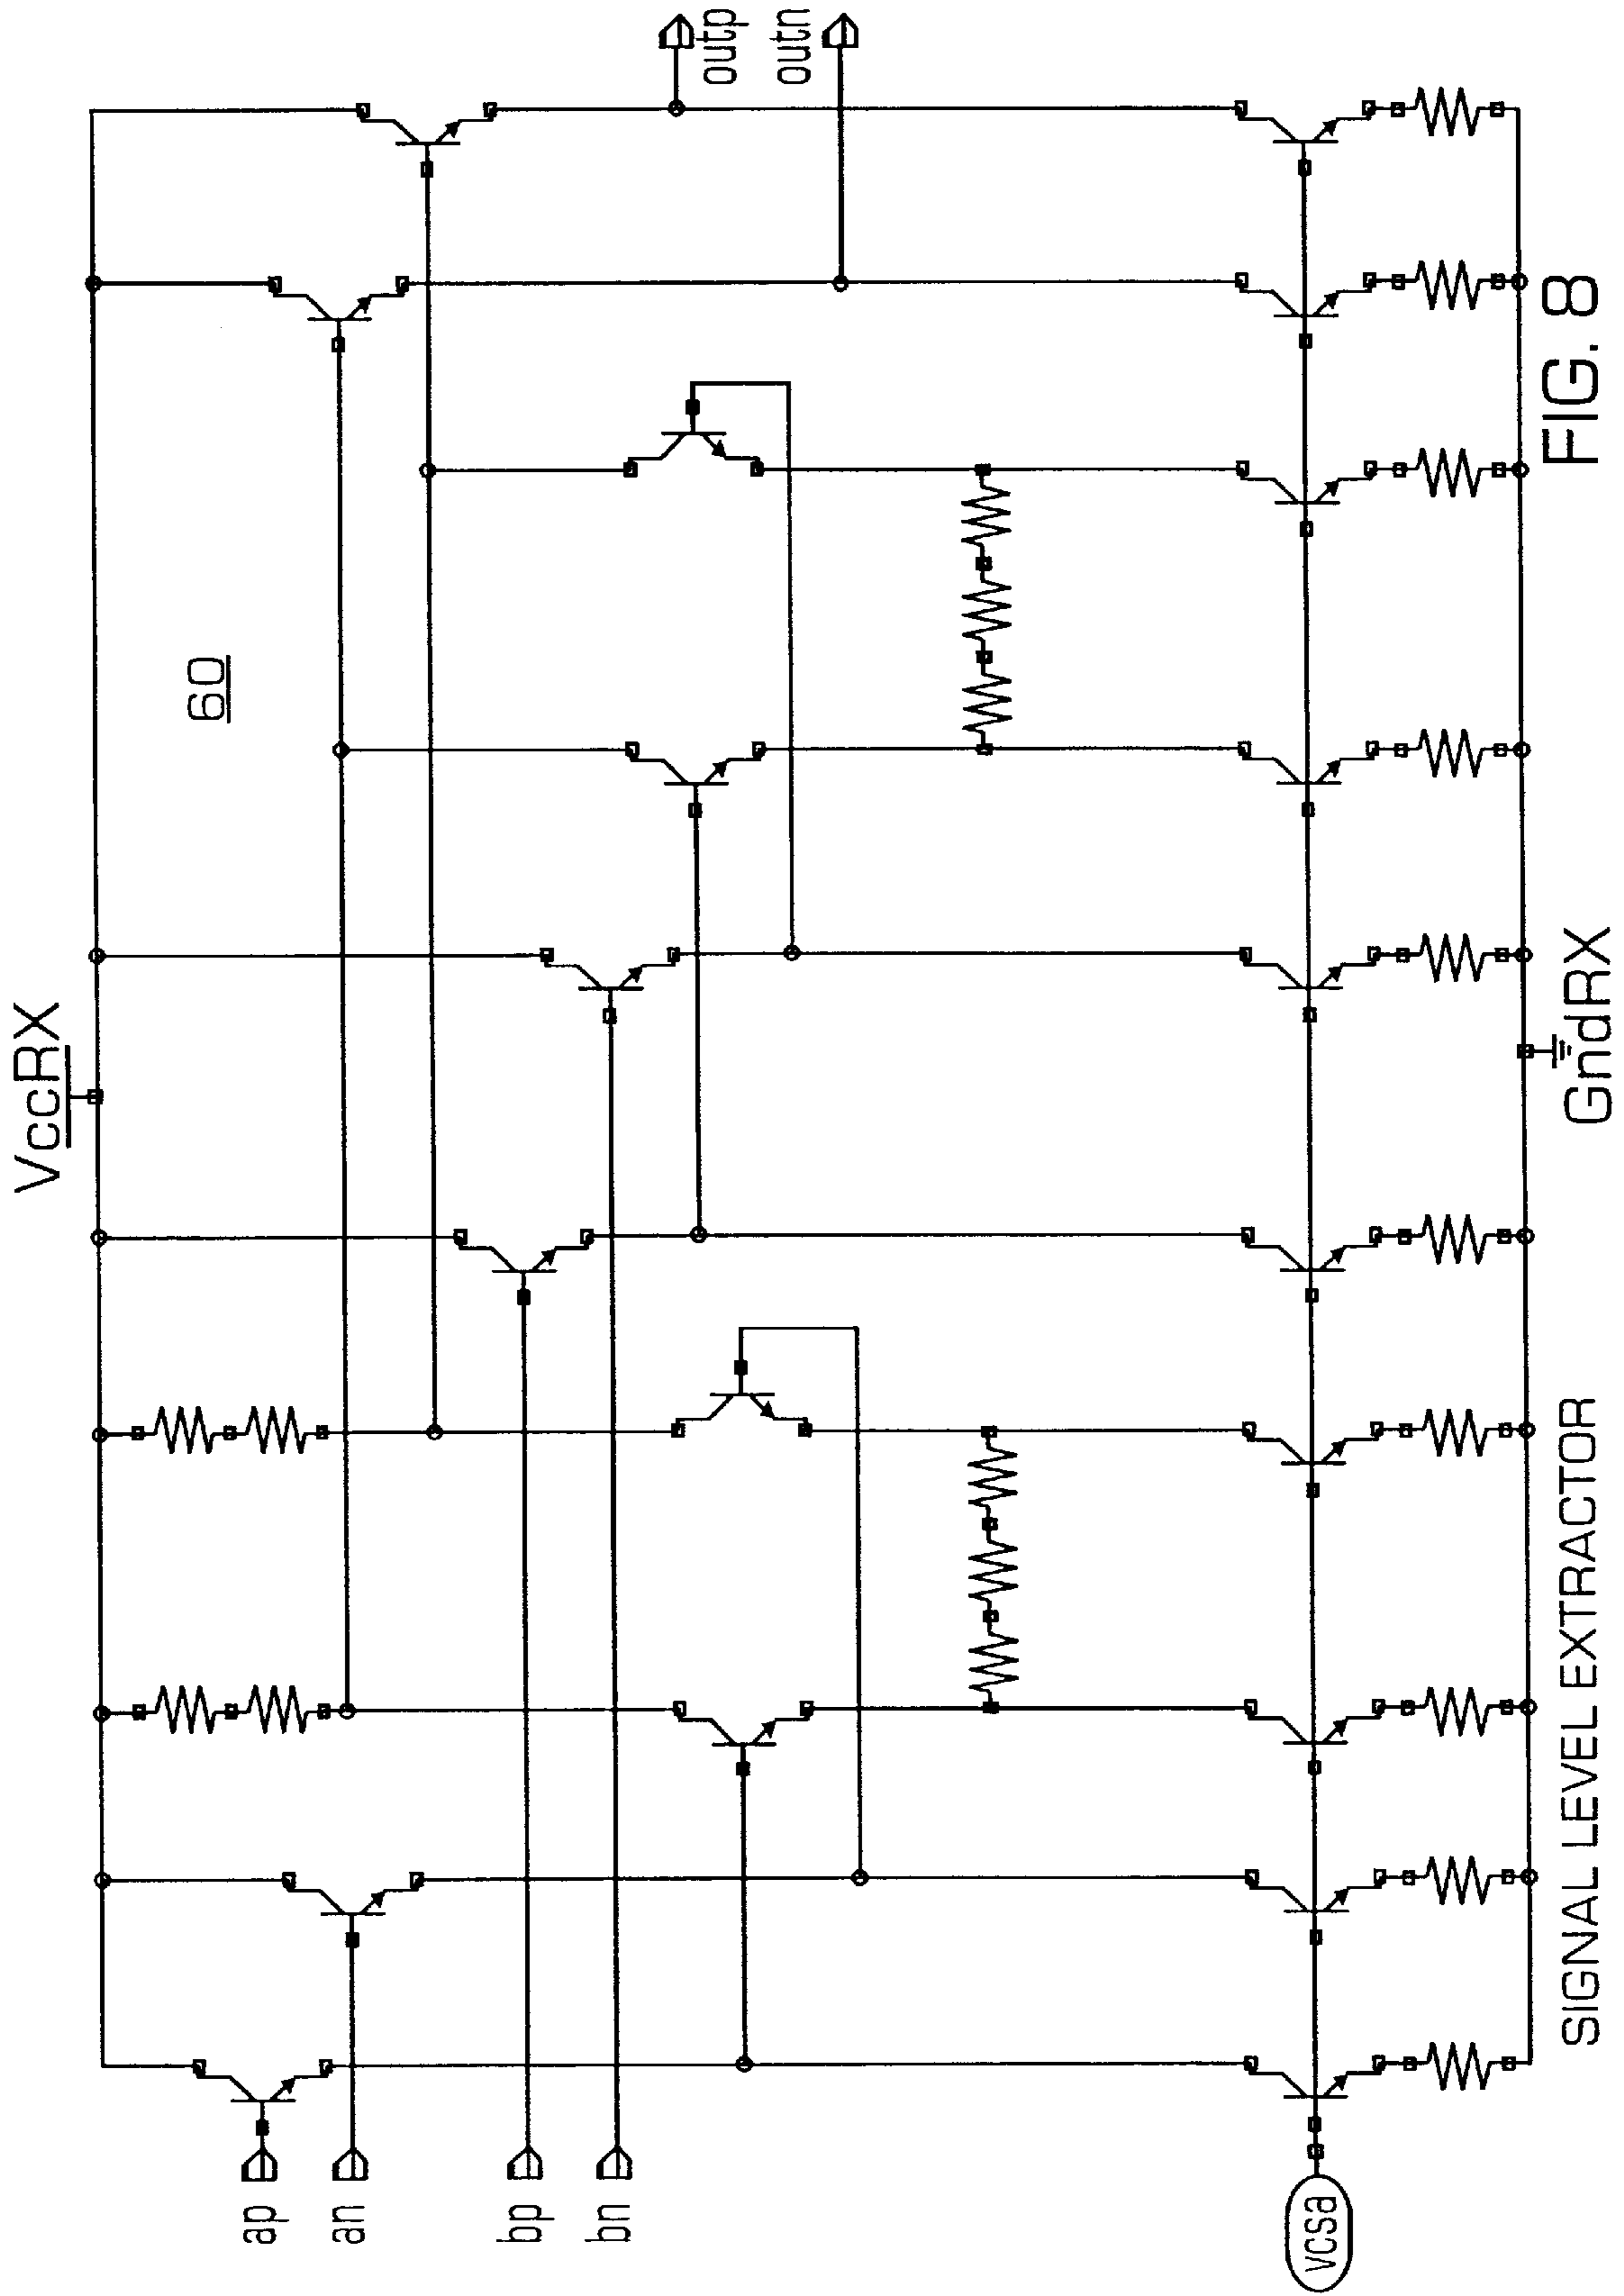 VccRX
60
ap
an
bp
bn
vcsa
outp
outn
GndRX
SIGNAL LEVEL EXTRACTOR
FIG. 8